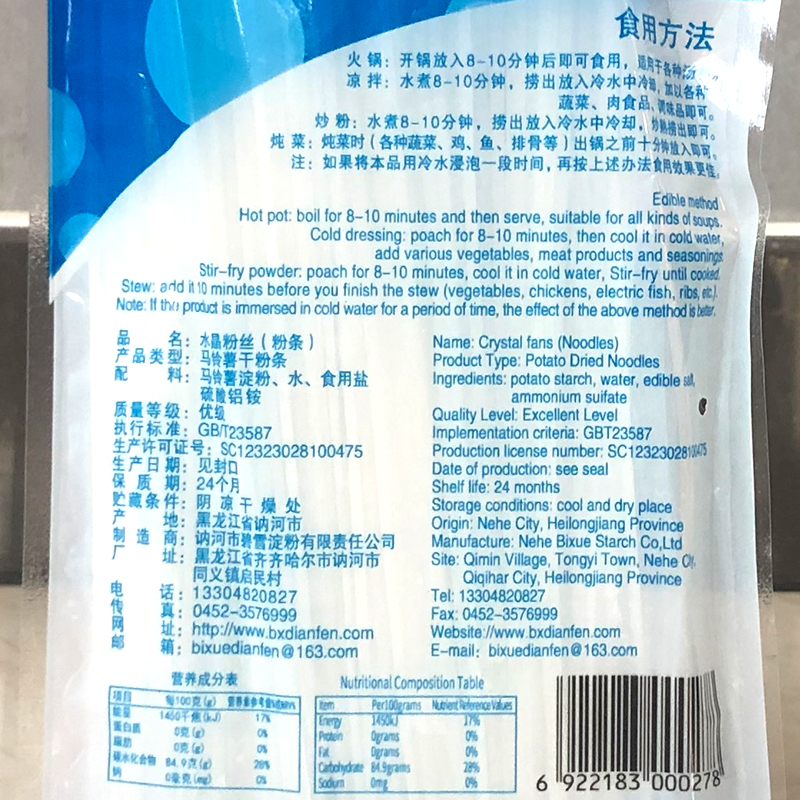 食用方法
火锅：开锅放入8-10分钟后即可食用，适用于各种
凉拌：水煮8-10分钟，捞出放入冷水中冷却，加以各种
蔬菜、肉食品、调味品即可。
炒粉：水煮8-10分钟，捞出放入冷水中冷却，炒熟捞出即可。
炖菜：炖菜时（各种蔬菜、鸡、鱼、排骨等）出锅之前十分钟放入即可。
注：如果将本品用冷水浸泡一段时间，再按上述办法食用效果更佳
Edible method
Hot pot: boil for 8-10 minutes and then serve, suitable for all kinds of soups.
Cold dressing: poach for 8-10 minutes, then cool it in cold water,
add various vegetables, meat products and seasonings
Stir-fry powder: poach for 8-10 minutes, cool it in cold water, Stir-fry until cooked.
Stew: add it 10 minutes before you finish the stew (vegetables, chickens, electric fish, ribs, etc.).
Note: If the product is immersed in cold water for a period of time, the effect of the above method is better.
品名：水晶粉丝（粉条）
产品类型：马铃薯干粉条
配料：马铃薯淀粉、水、食用盐
硫酸铝铵
质量等级：优级
执行标准：GB/T23587
生产许可证号：SC12323028100475
生产日期：见封口
保质期：24个月
贮藏条件：阴凉干燥处
产地：黑龙江省讷河市
制造商：讷河市碧雪淀粉有限责任公司
厂址：黑龙江省齐齐哈尔市讷河市
同义镇启民村
电话：13304820827
传真：0452-3576999
网址：http://www.bxdianfen.com
邮箱：bixuedianfen@163.com
Name: Crystal fans (Noodles)
Product Type: Potato Dried Noodles
Ingredients: potato starch, water, edible salt,
ammonium suifate
Quality Level: Excellent Level
Implementation criteria: GBT23587
Production license number: SC12323028100475
Date of production: see seal
Shelf life: 24 months
Storage conditions: cool and dry place
Origin: Nehe City, Heilongjiang Province
Manufacture: Nehe Bixue Starch Co,Ltd
Site: Qimin Village, Tongyi Town, Nehe City,
Qiqihar City, Heilongjiang Province
Tel: 13304820827
Fax: 0452-3576999
Website://www.bxdianfen.com
E-mail: bixuedianfen@163.com
营养成分表
项目 每100克(g) 营养素参考值
能量 1450千焦(kJ) 17%
蛋白质 0克(g) 0%
脂肪 0克(g) 0%
碳水化合物 84.9克(g) 28%
钠 0毫克(mg) 0%
Nutritional Composition Table
Item Per100grams Nutrient Reference Values
Energy 1450kJ 17%
Protein 0grams 0%
Fat 0grams 0%
Carbohydrate 84.9grams 28%
Sodium 0mg 0%
6 922183 000278